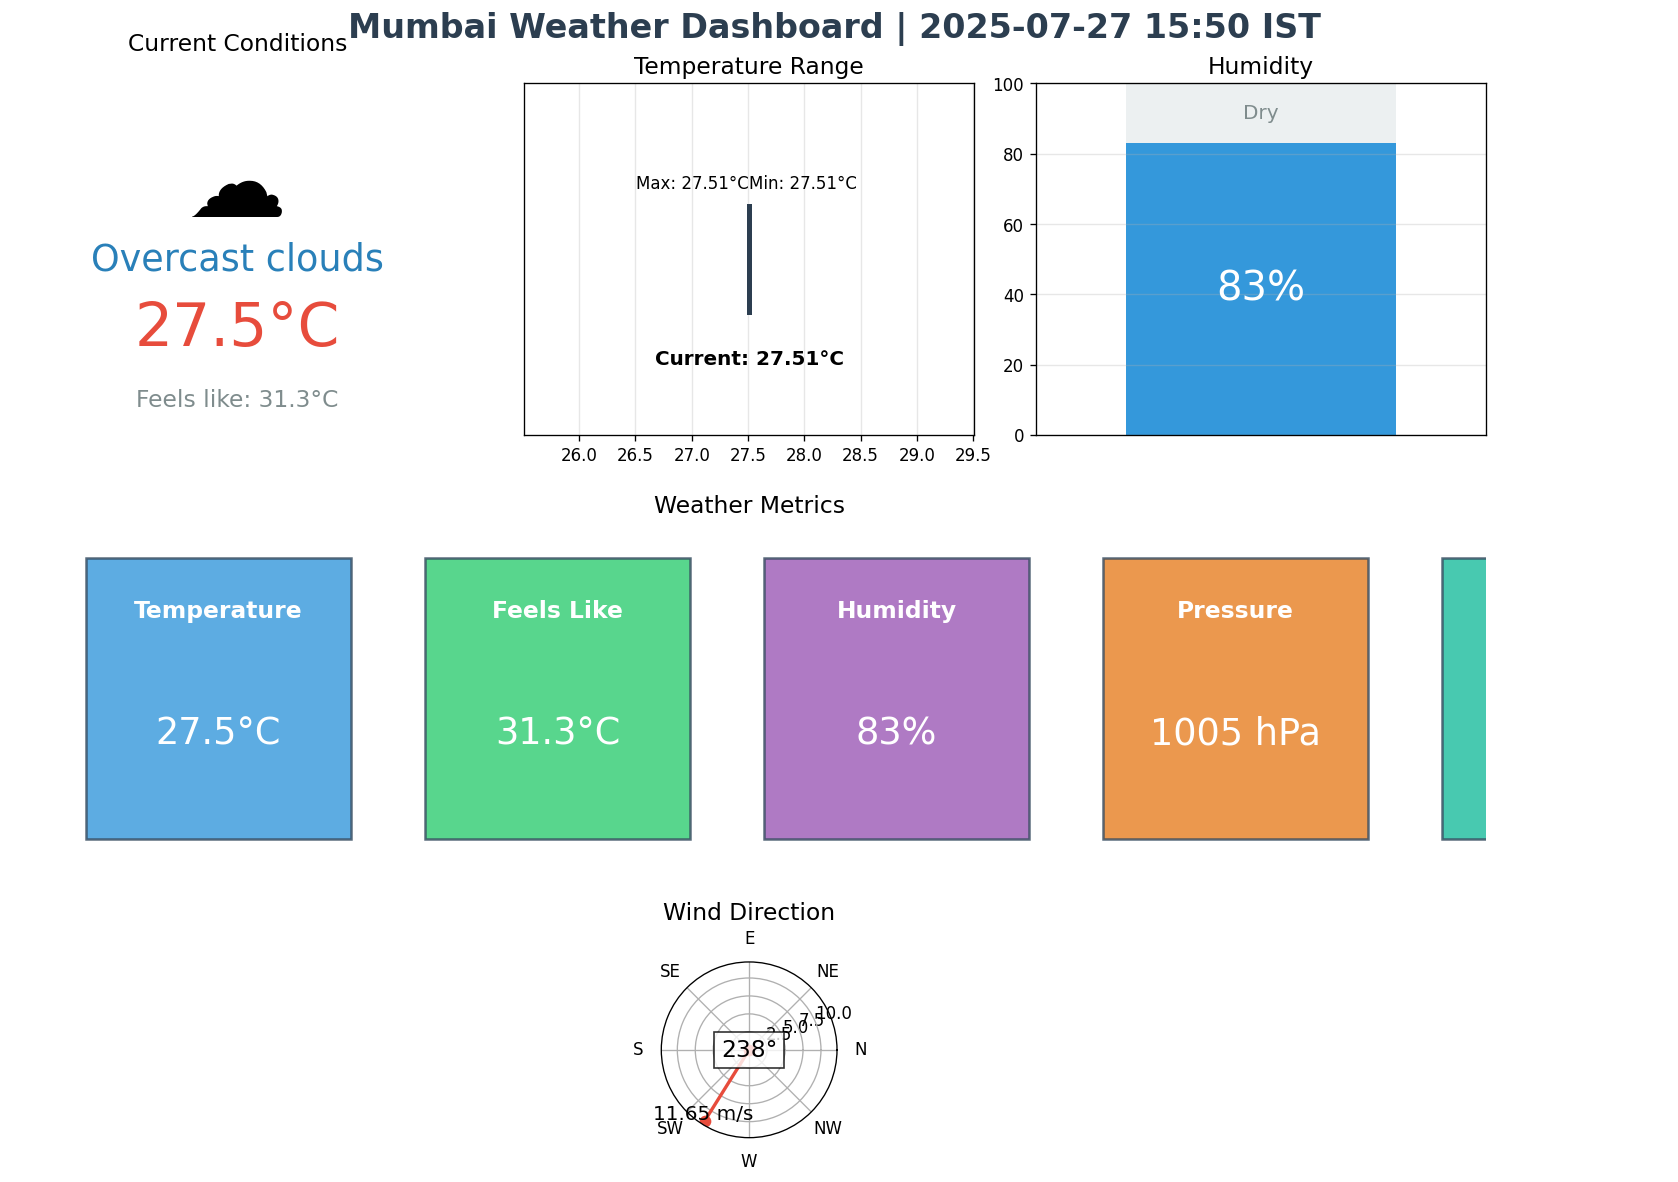 Mumbai Weather Dashboard | 2025-07-27 15:50 IST
Current Conditions
Overcast clouds
27.5°C
Feels like: 31.3°C
Temperature Range
Max: 27.51°C
Min: 27.51°C
Current: 27.51°C
26.0 26.5 27.0 27.5 28.0 28.5 29.0 29.5
Humidity
100
80
60
40
20
0
Dry
83%
Weather Metrics
Temperature
27.5°C
Feels Like
31.3°C
Humidity
83%
Pressure
1005 hPa
Wind Direction
E
SE
NE
10.0
7.5
5.0
2.5
S
238°
N
11.65 m/s
SW
NW
W